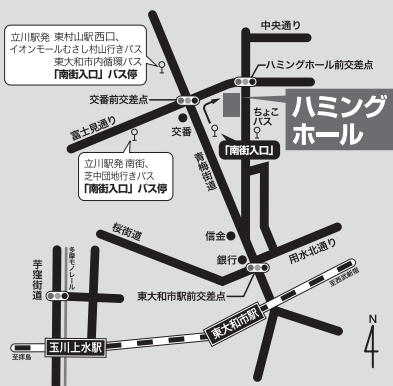 立川駅発 東村山駅西口、
イオンモールむさし村山行きバス
東大和市内循環バス
「南街入口」バス停
中央通り
ハミングホール前交差点
交番前交差点
富士見通り
交番
ちょこ
バス
ハミング
ホール
「南街入口」
立川駅発 南街、
芝中団地行きバス
「南街入口」バス停
青梅街道
桜街道
信金
銀行
用水北通り
東大和市駅前交差点
至西武新宿
芋窪街道
多摩モノレール
東大和市駅
玉川上水駅
至拝島
N
4